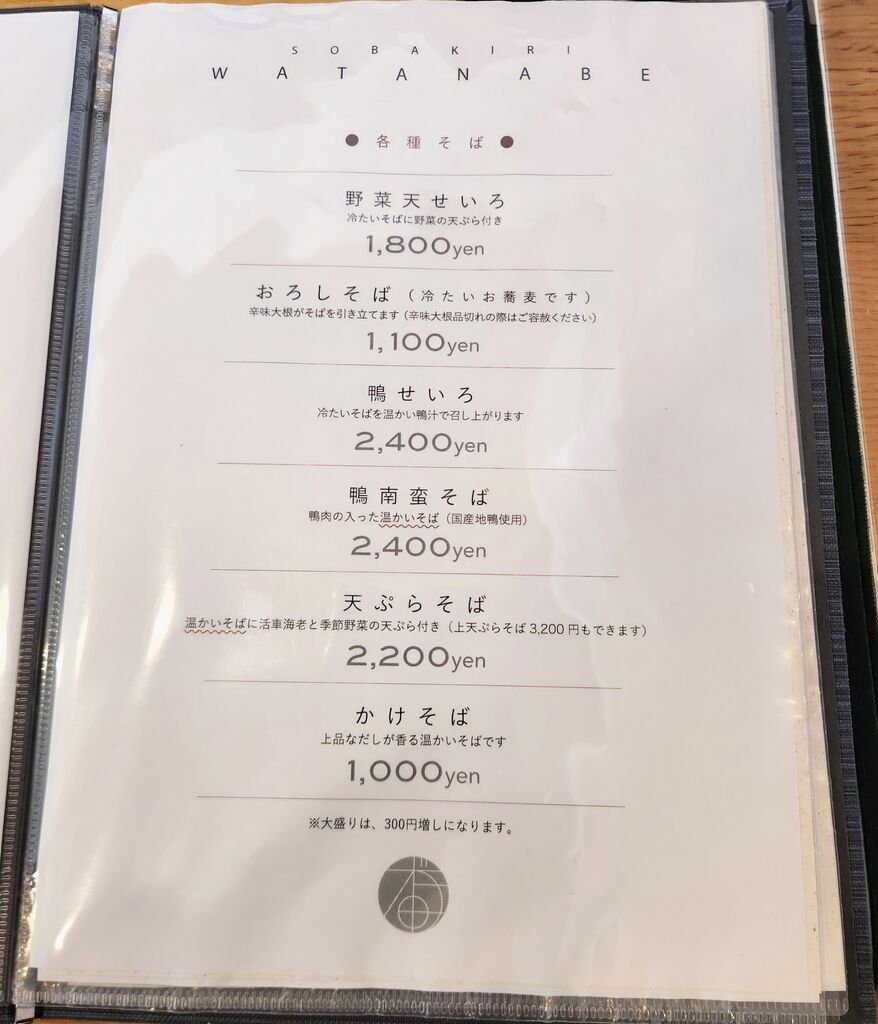 SOBAKIRI
WATANABE
● 各種そば ●
野菜天せいろ
冷たいそばに野菜の天ぷら付き
1,800yen
おろしそば（冷たいお蕎麦です）
辛味大根がそばを引き立てます（辛味大根品切れの際はご容赦ください）
1,100yen
鴨せいろ
冷たいそばを温かい鴨汁で召し上がります
2,400yen
鴨南蛮そば
鴨肉の入った温かいそば（国産地鴨使用）
2,400yen
天ぷらそば
温かいそばに活車海老と季節野菜の天ぷら付き（上天ぷらそば3,200円もできます）
2,200yen
かけそば
上品なだしが香る温かいそばです
1,000yen
※大盛りは、300円増しになります。